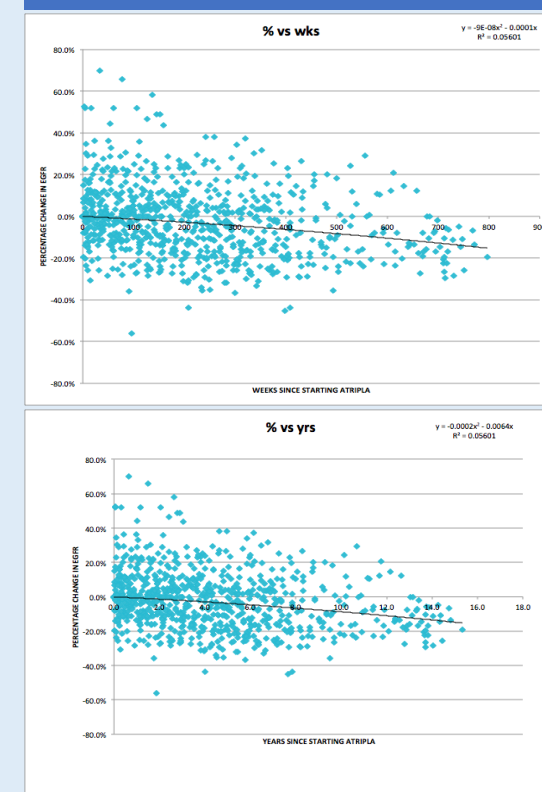 % vs wks
y = -9E-08x² - 0.0001x
R² = 0.05601
80.0%
60.0%
40.0%
20.0%
0.0%
-20.0%
-40.0%
-60.0%
-80.0%
0 100 200 300 400 500 600 700 800 90
PERCENTAGE CHANGE IN EGFR
WEEKS SINCE STARTING ATRIPLA
% vs yrs
y = -0.0002x² - 0.0064x
R² = 0.05601
80.0%
60.0%
40.0%
20.0%
0.0%
-20.0%
-40.0%
-60.0%
-80.0%
0.0 2.0 4.0 6.0 8.0 10.0 12.0 14.0 16.0 18.0
PERCENTAGE CHANGE IN EGFR
YEARS SINCE STARTING ATRIPLA